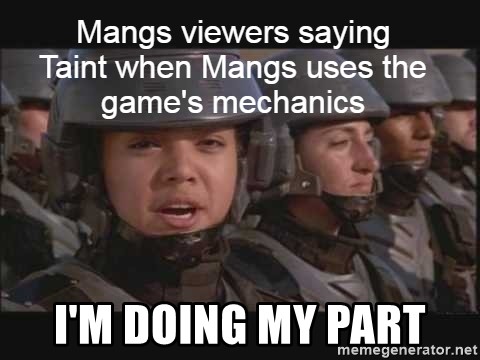 Mangs viewers saying
Taint when Mangs uses the
game's mechanics
I'M DOING MY PART
memegenerator.net